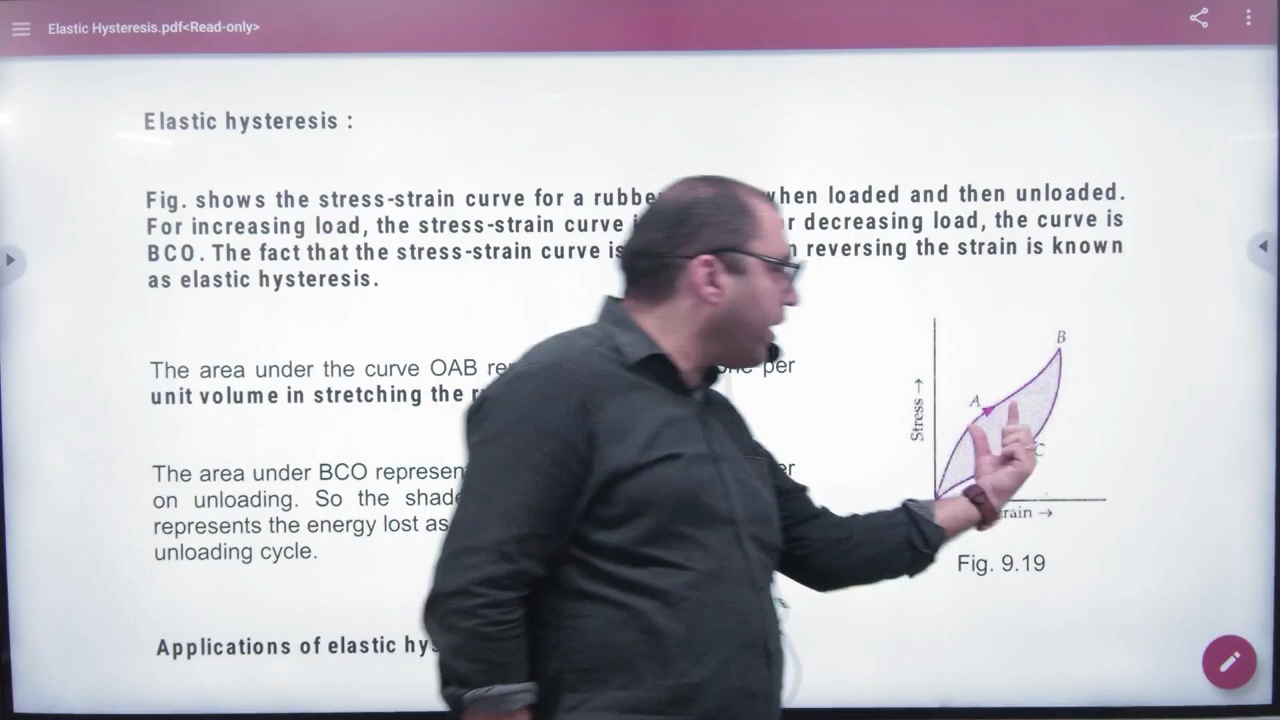 Elastic Hysteresis.pdf<Read-only>
Elastic hysteresis :
Fig. shows the stress-strain curve for a when loaded and then unloaded.
For increasing load, the stress-strain curve decreasing load, the curve is
BCO. The fact that the stress-strain curve reversing the strain is known
as elastic hysteresis.
The area under the curve OAB per
unit volume in stretching the
The area under BCO
on unloading. So the
represents the energy lost as
unloading cycle.
Applications of elastic
B
A
C
Stress →
→
Fig. 9.19